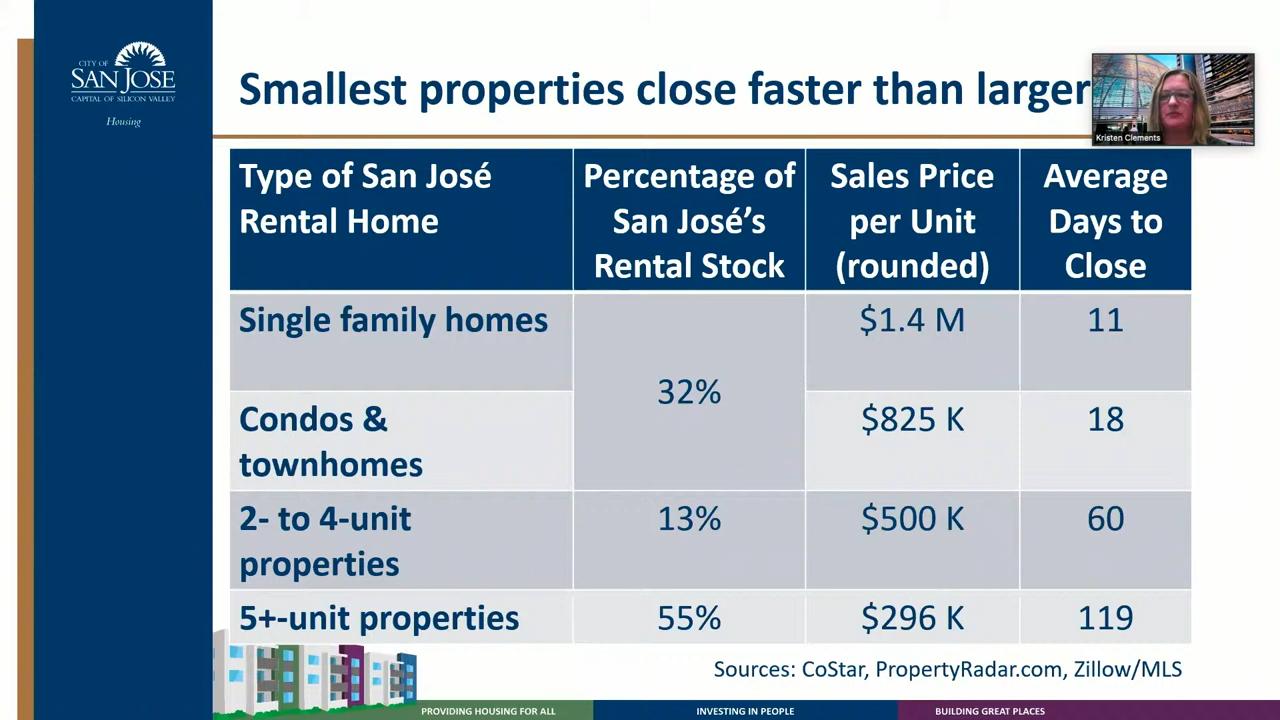 CITY OF
SAN JOSE
CAPITAL OF SILICON VALLEY
Housing
Smallest properties close faster than larger
Kristen Clements
Type of San José
Rental Home
Percentage of
San José’s
Rental Stock
Sales Price
per Unit
(rounded)
Average
Days to
Close
Single family homes
32%
$1.4 M
11
Condos &
townhomes
$825 K
18
2- to 4-unit
properties
13%
$500 K
60
5+-unit properties
55%
$296 K
119
Sources: CoStar, PropertyRadar.com, Zillow/MLS
PROVIDING HOUSING FOR ALL
INVESTING IN PEOPLE
BUILDING GREAT PLACES